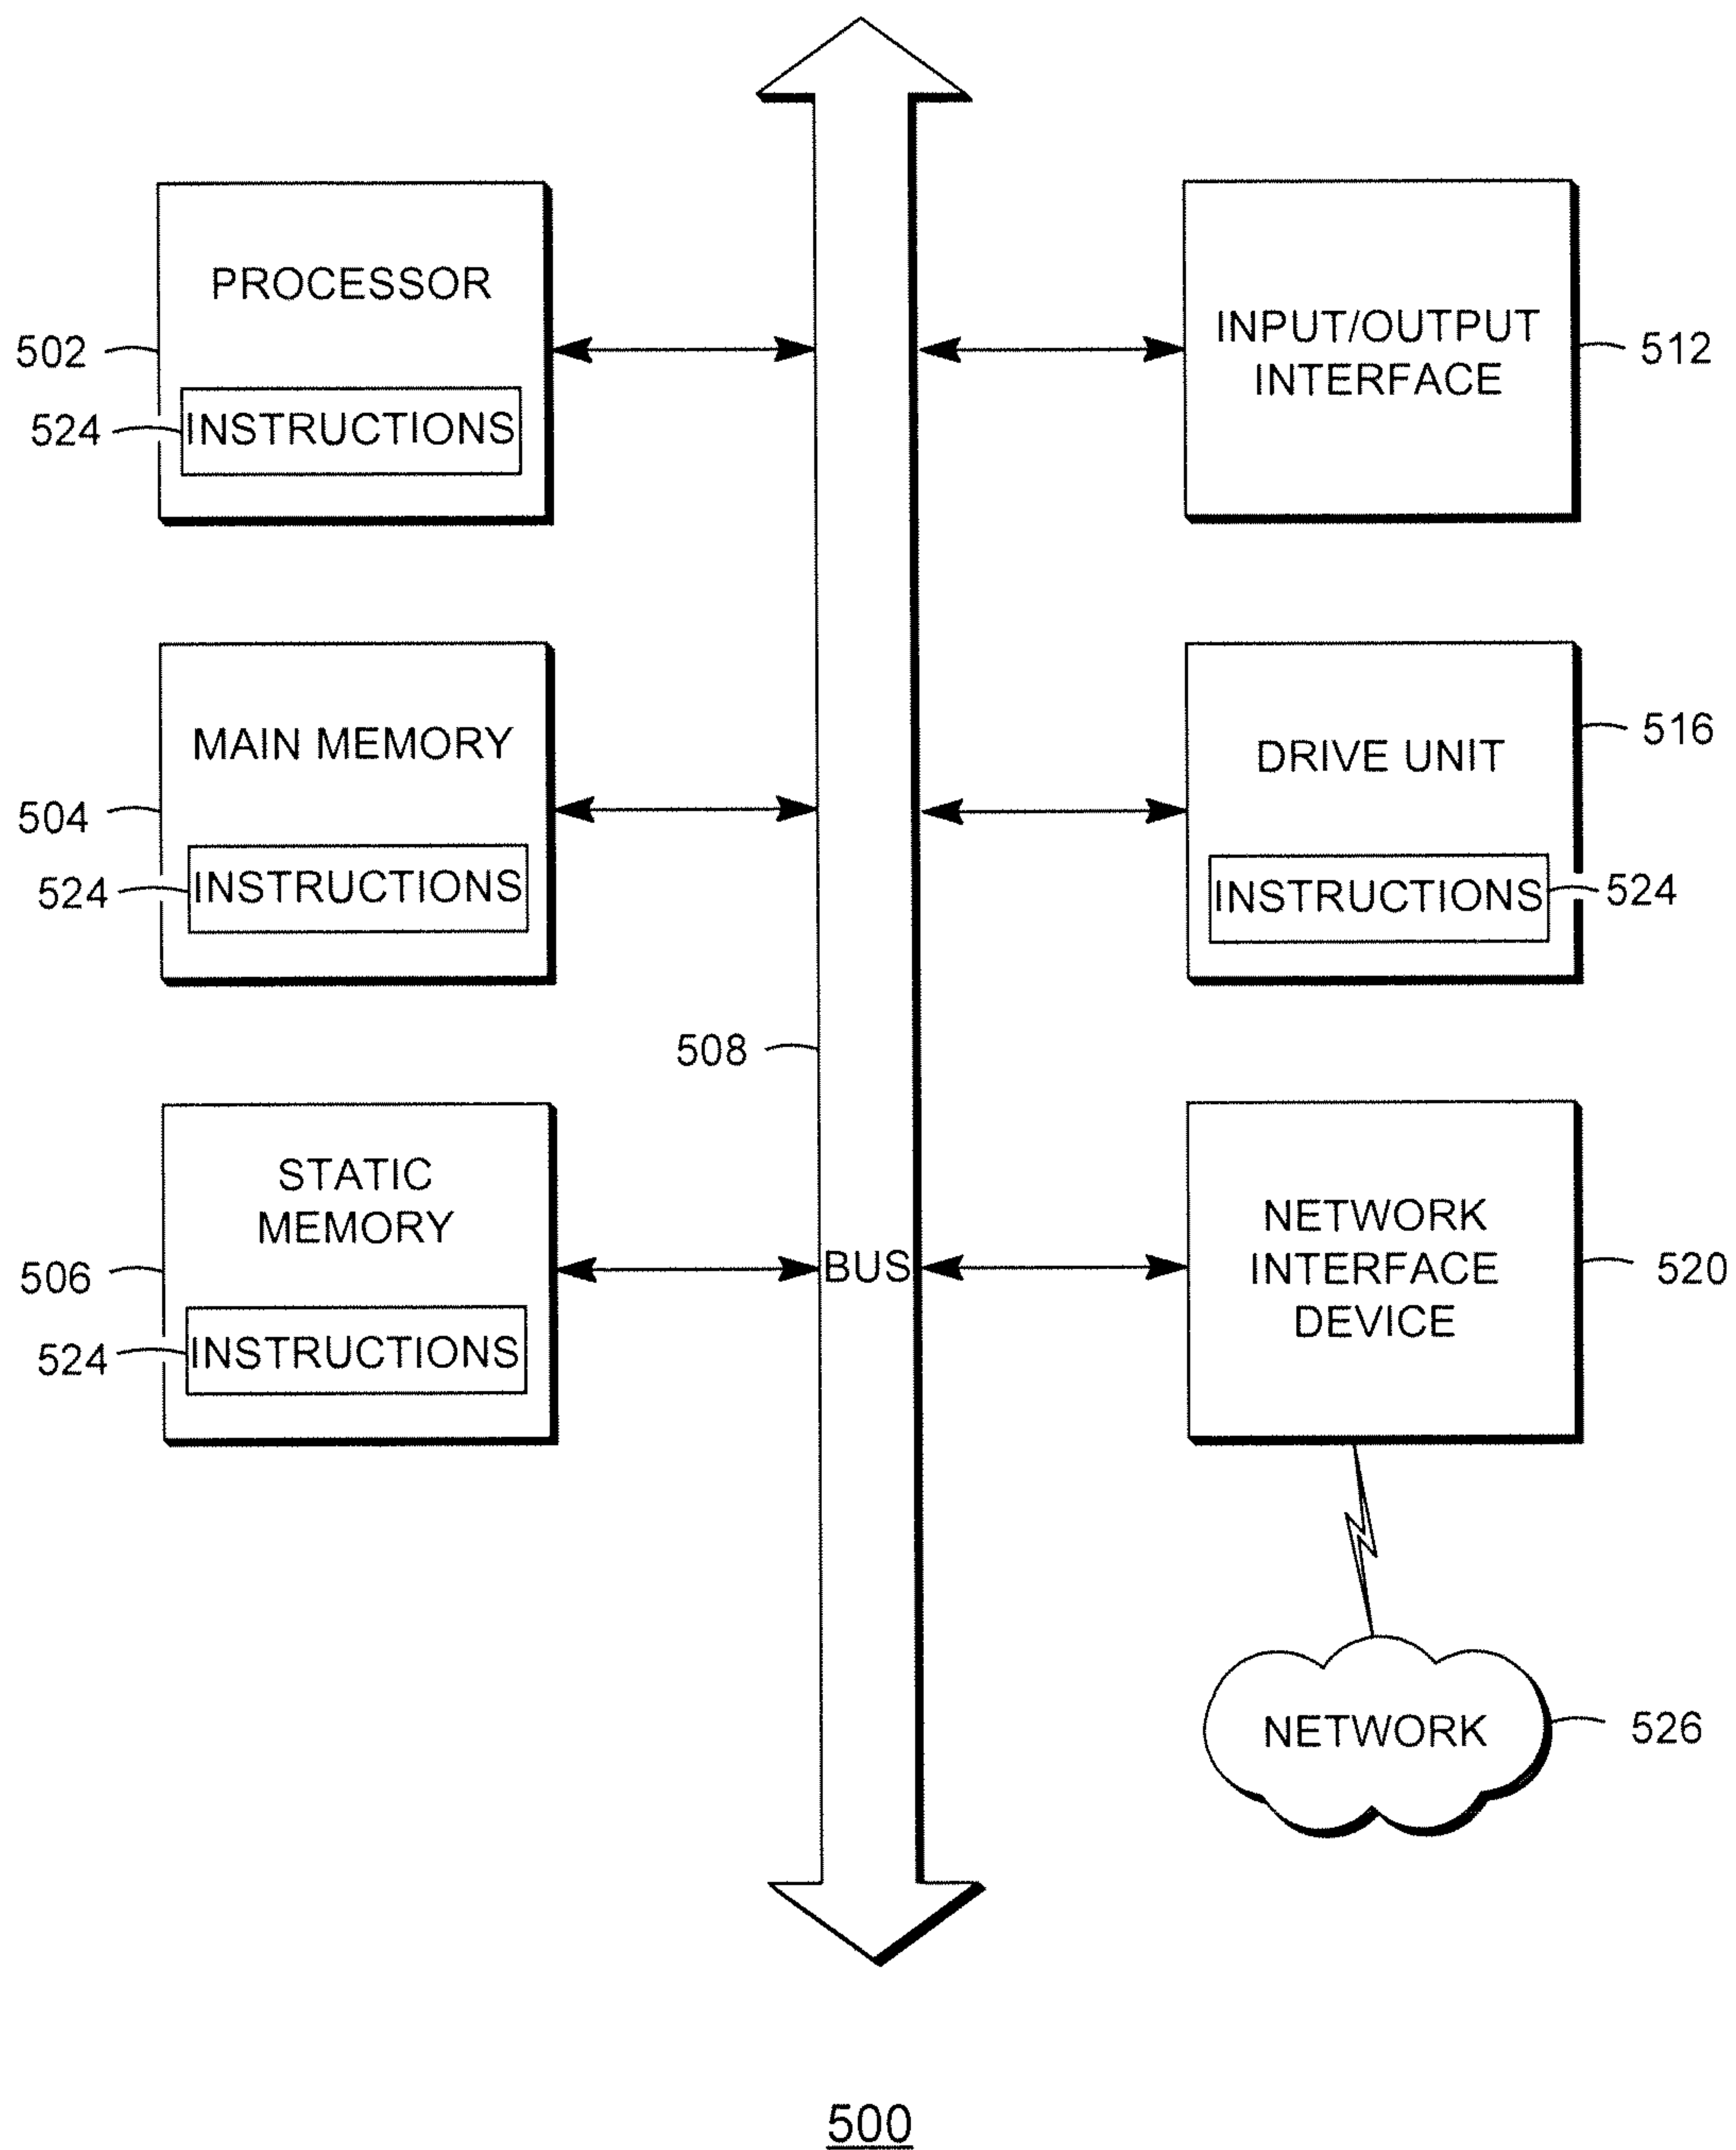 PROCESSOR
502
524
INSTRUCTIONS
INPUT/OUTPUT
INTERFACE
512
MAIN MEMORY
504
524
INSTRUCTIONS
DRIVE UNIT
516
INSTRUCTIONS
524
508
STATIC
MEMORY
506
524
INSTRUCTIONS
BUS
NETWORK
INTERFACE
DEVICE
520
NETWORK
526
500